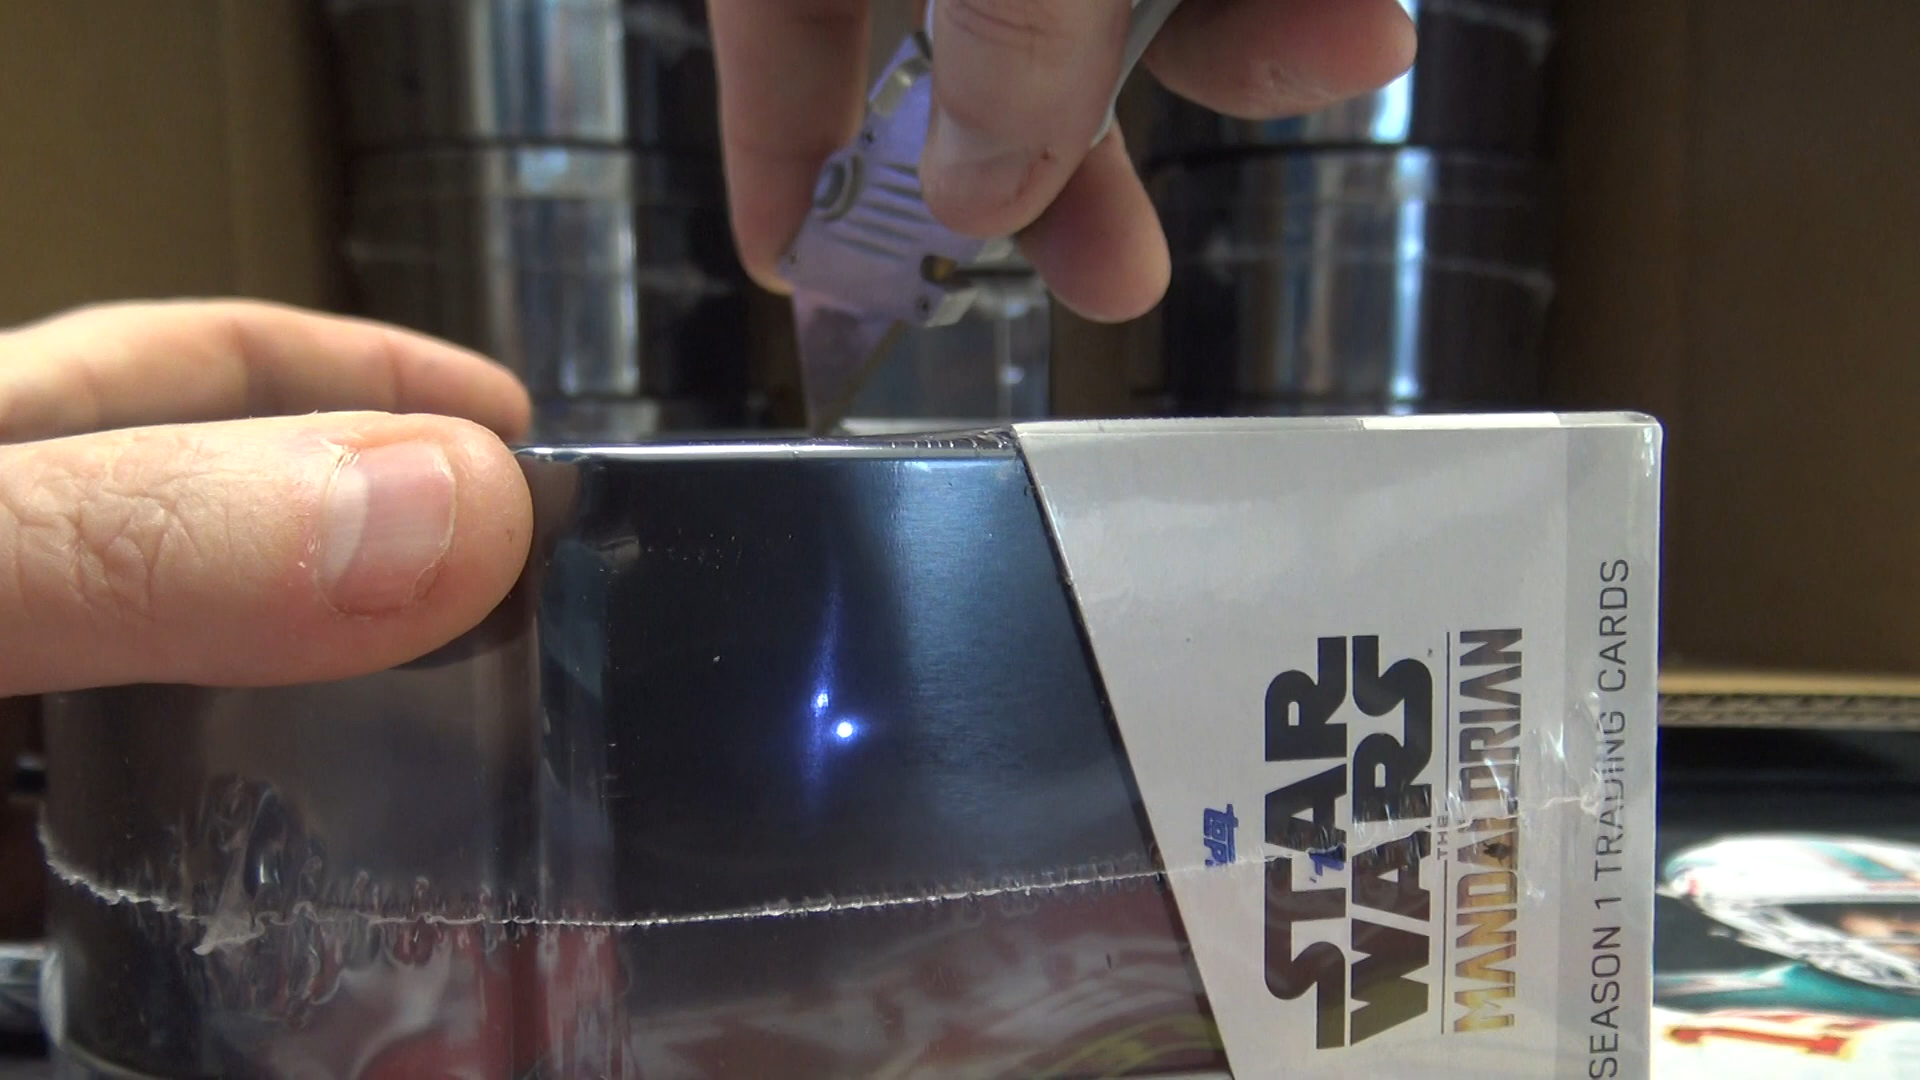 topps
STAR
WARS
THE
MANDALORIAN
SEASON 1 TRADING CARDS